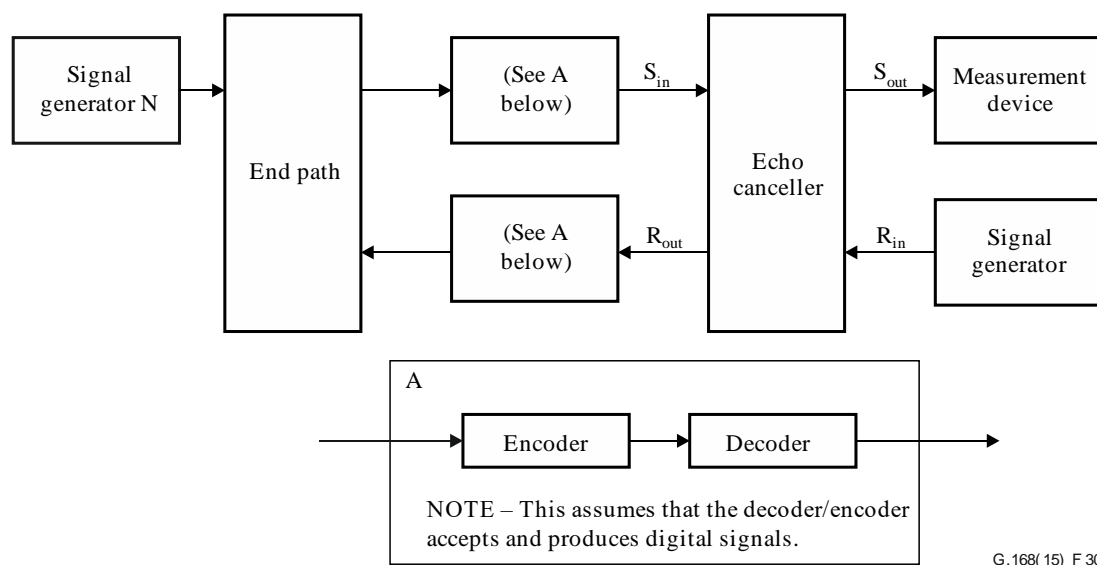 Signal
generator N
End path
(See A
below)
S_in
(See A
below)
R_out
Echo
canceller
S_out
Measurement
device
R_in
Signal
generator
A
Encoder
Decoder
NOTE – This assumes that the decoder/encoder
accepts and produces digital signals.
G.168(15)_F30